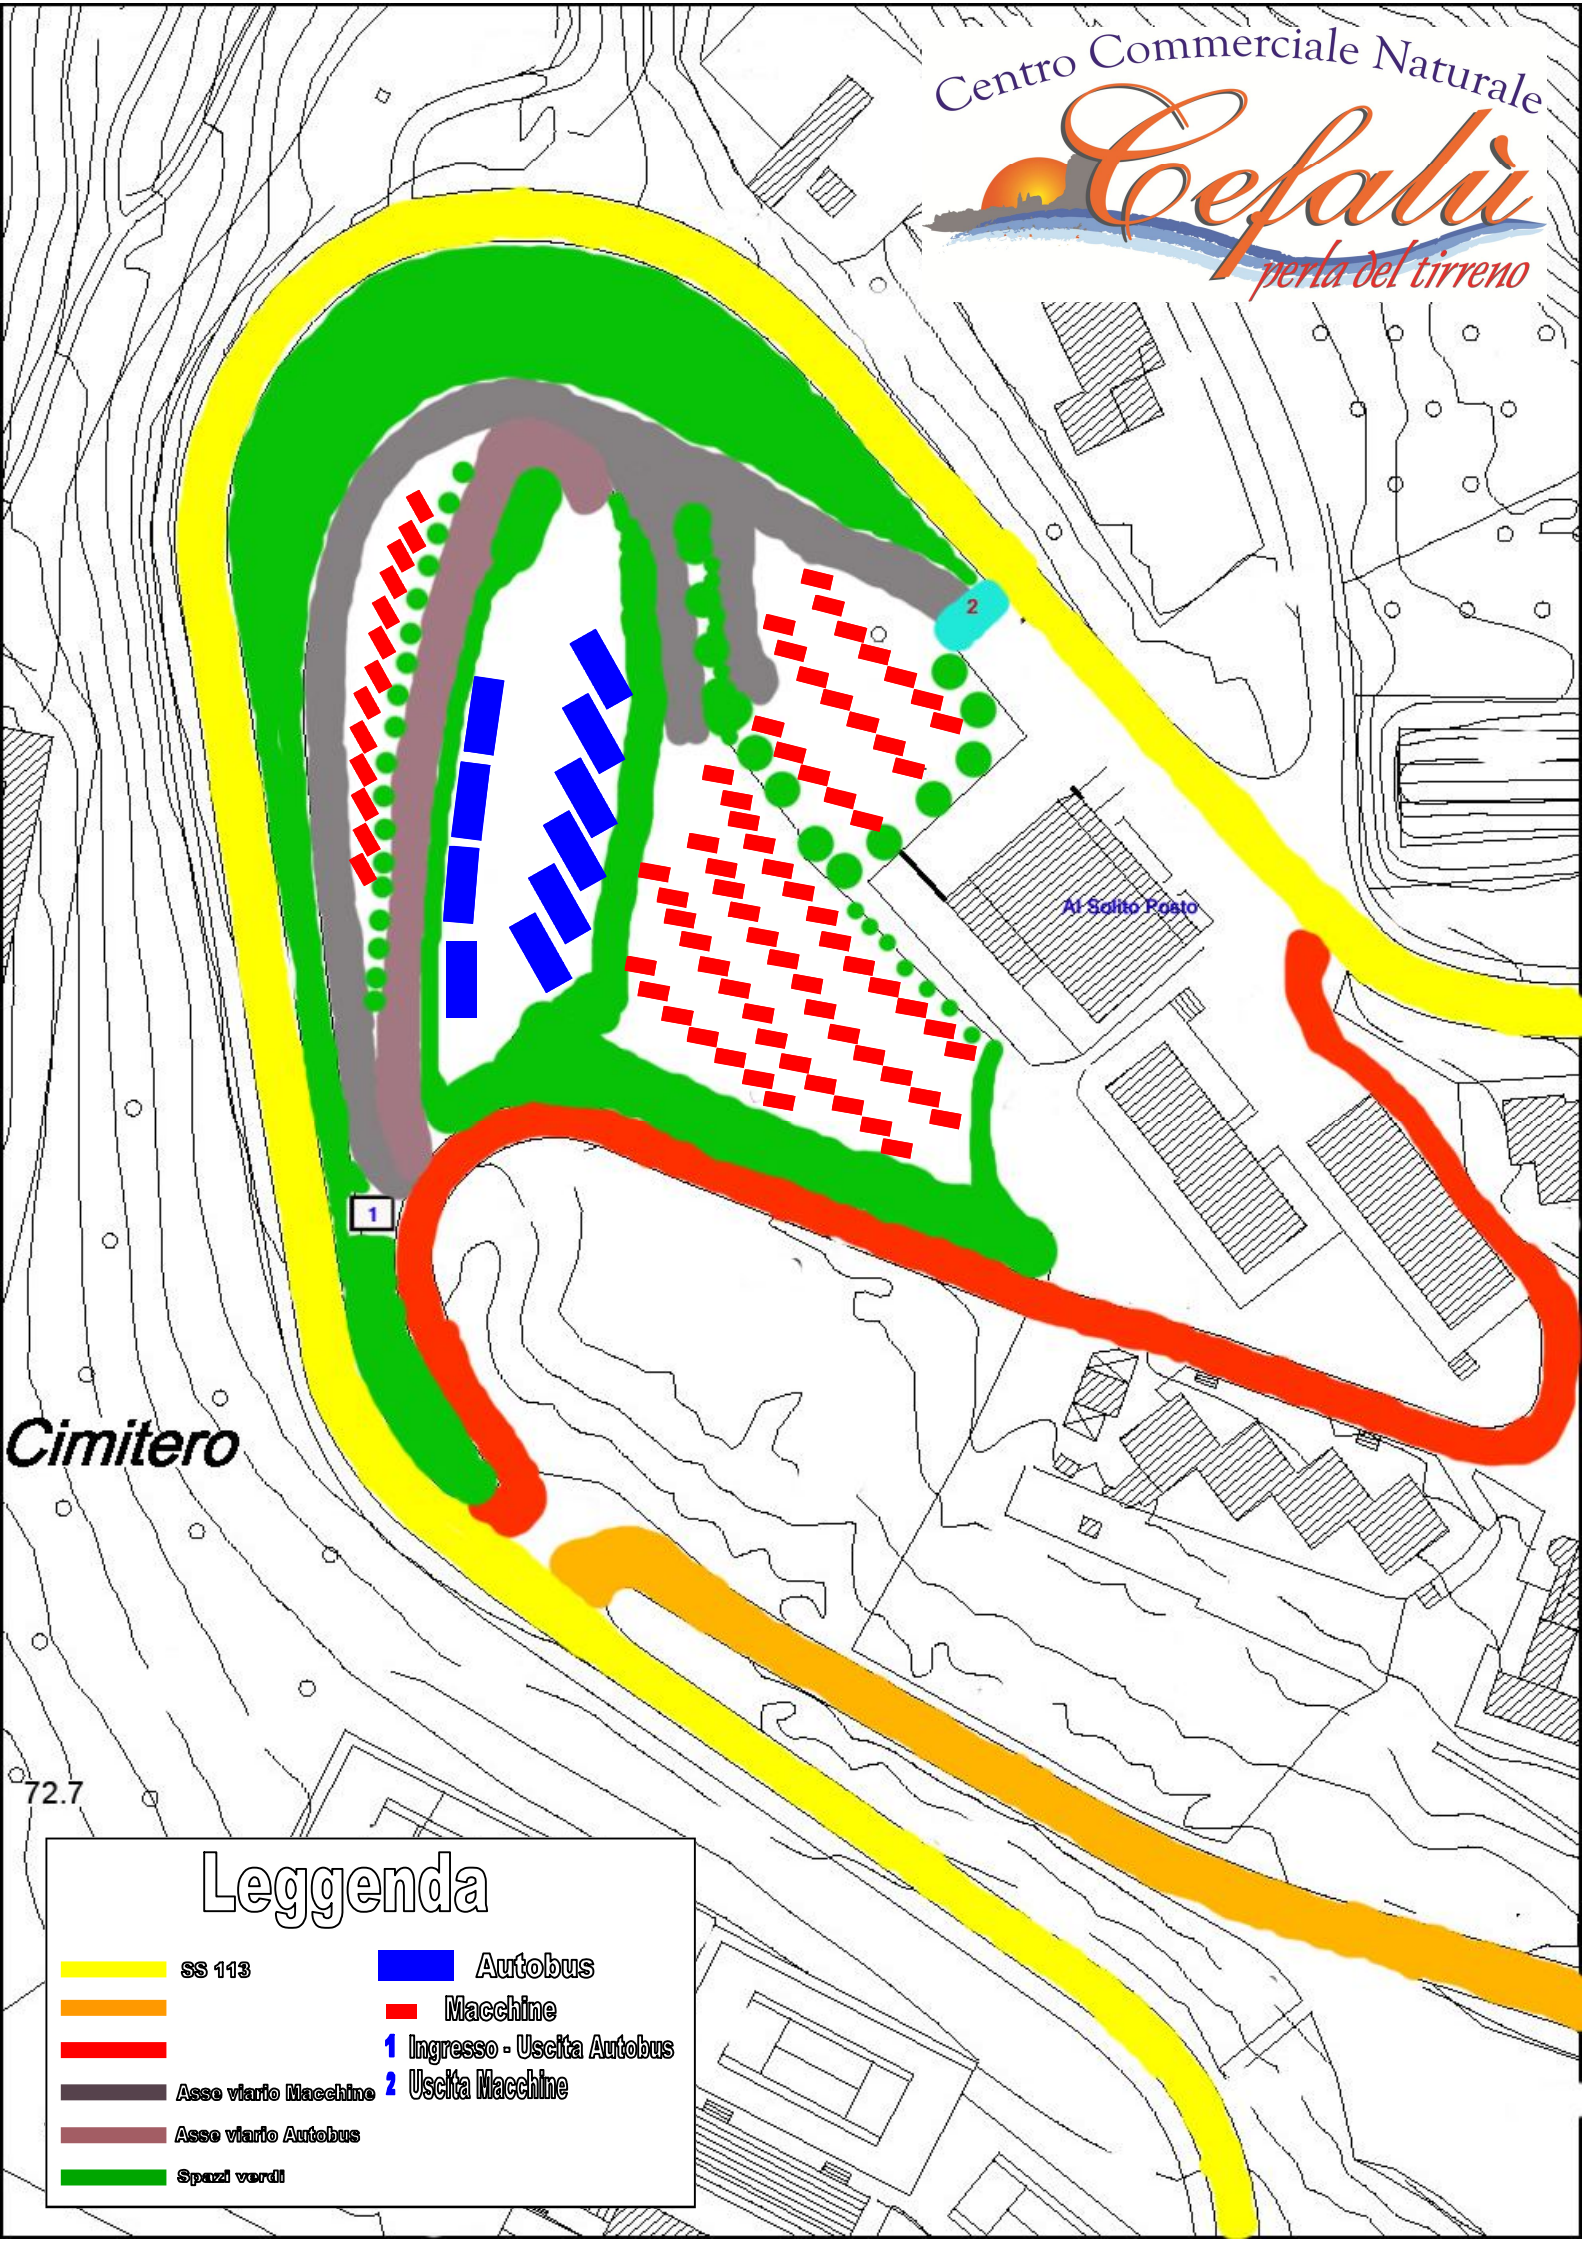 Centro Commerciale Naturale
Cefalù
perla del tirreno
2
Al Solito Posto
1
Cimitero
72.7
Leggenda
SS 113
Asse viario Macchine
Asse viario Autobus
Spazi verdi
Autobus
Macchine
1 Ingresso - Uscita Autobus
2 Uscita Macchine